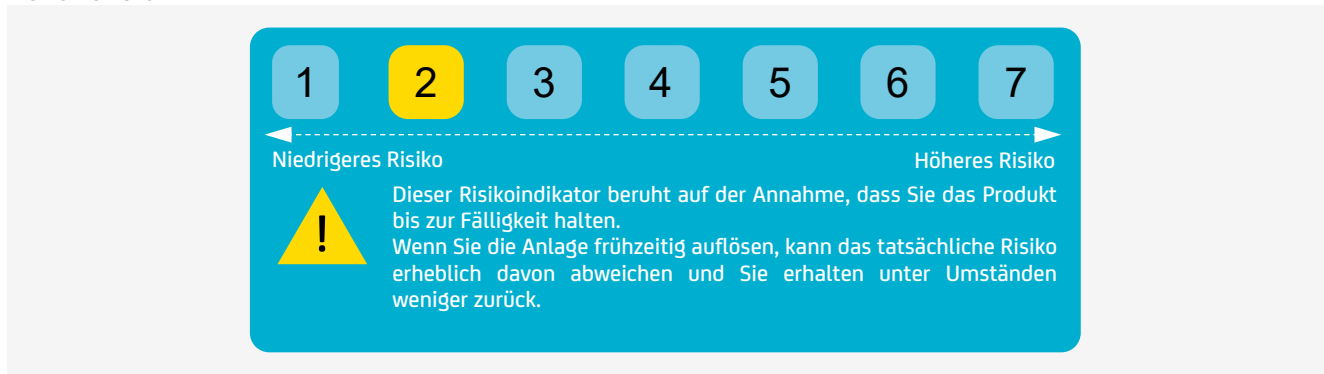 1 2 3 4 5 6 7
Niedrigeres Risiko Höheres Risiko
!
Dieser Risikoindikator beruht auf der Annahme, dass Sie das Produkt
bis zur Fälligkeit halten.
Wenn Sie die Anlage frühzeitig auflösen, kann das tatsächliche Risiko
erheblich davon abweichen und Sie erhalten unter Umständen
weniger zurück.